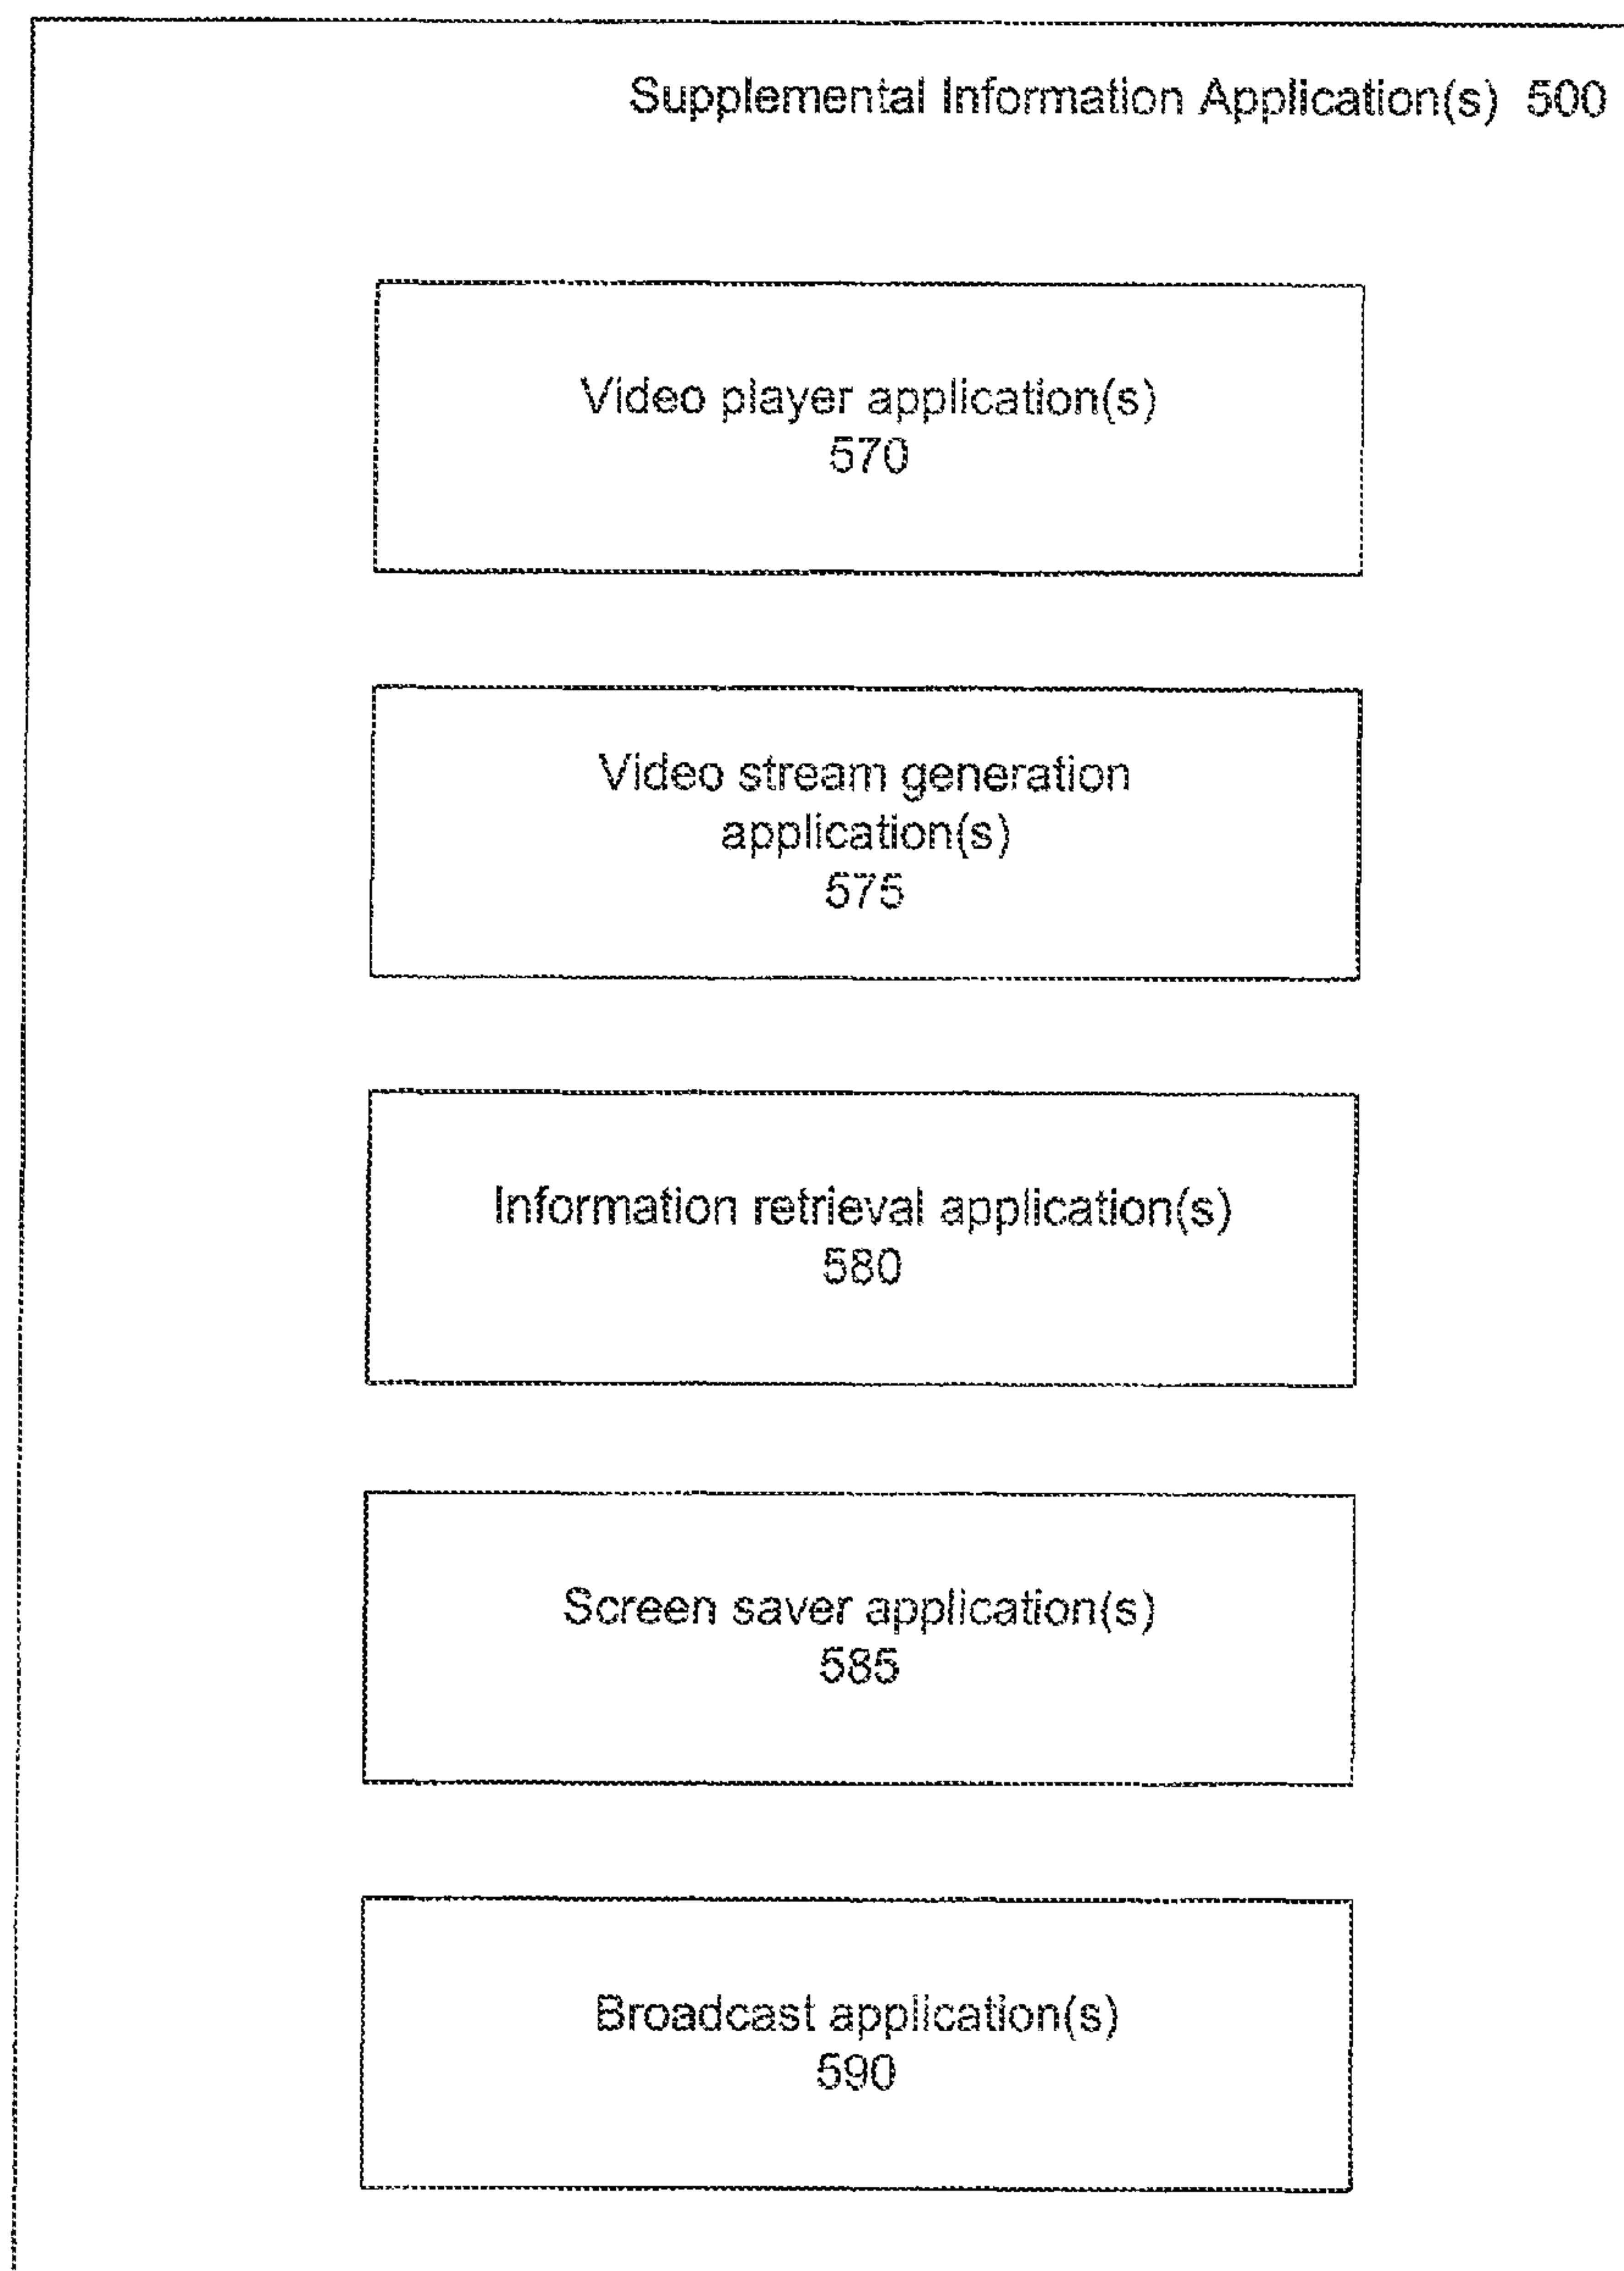 Supplemental Information Application(s) 500
Video player application(s)
570
Video stream generation
application(s)
575
Information retrieval application(s)
580
Screen saver application(s)
585
Broadcast application(s)
590